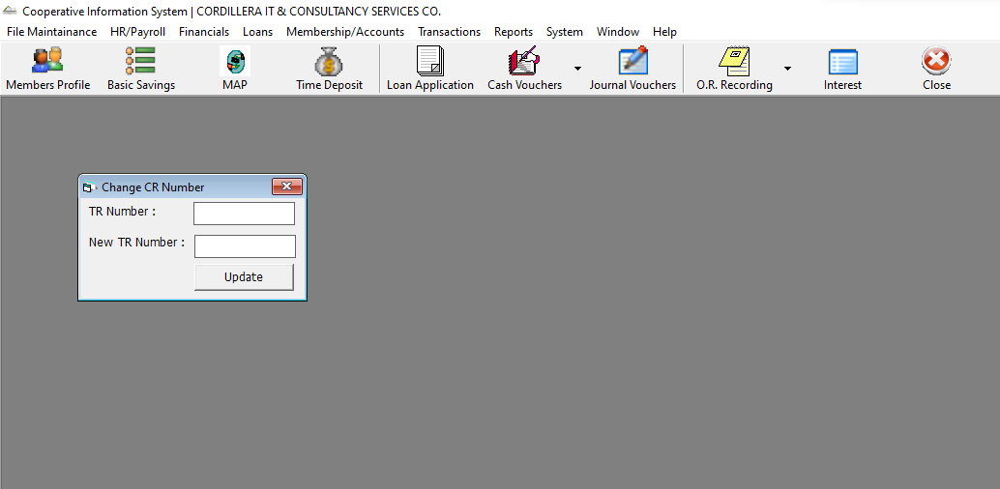 Cooperative Information System | CORDILLERA IT & CONSULTANCY SERVICES CO.
File Maintainance HR/Payroll Financials Loans Membership/Accounts Transactions Reports System Window Help
Members Profile Basic Savings MAP Time Deposit Loan Application Cash Vouchers Journal Vouchers O.R. Recording Interest Close
Change CR Number
TR Number :
New TR Number :
Update